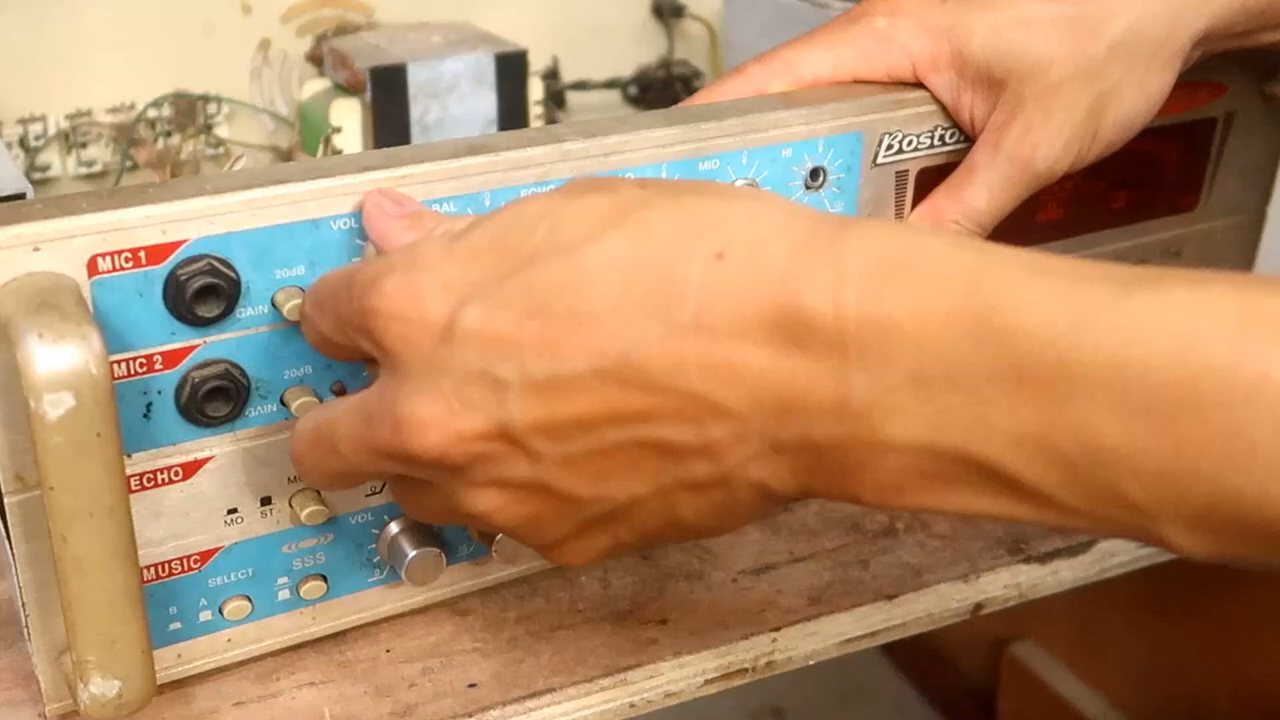 Boston
MID HI
VOL BAL ECHO LO
MIC 1
20dB
GAIN
MIC 2
20dB
GAIN
ECHO
MO ST
MUSIC
VOL
SSS
SELECT
B A